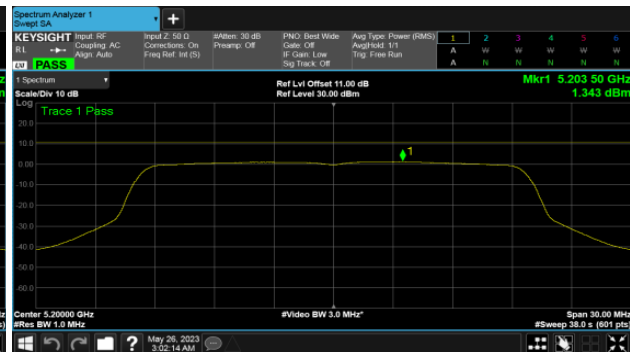 Spectrum Analyzer 1
Swept SA
+
KEYSIGHT
RL
LXI PASS
Input: RF
Coupling: AC
Align: Auto
Input Z: 50 Ω
Corrections: On
Freq Ref: Int (S)
#Atten: 30 dB
Preamp: Off
PNO: Best Wide
Gate: Off
IF Gain: Low
Sig Track: Off
Avg Type: Power (RMS)
Avg|Hold: 1/1
Trig: Free Run
1 2 3 4 5 6
A W W W W W
A N N N N N
1 Spectrum
Scale/Div 10 dB
Ref Lvl Offset 11.00 dB
Ref Level 30.00 dBm
Mkr1 5.203 50 GHz
1.343 dBm
Log
Trace 1 Pass
20.0
10.0
0.00
-10.0
-20.0
-30.0
-40.0
-50.0
-60.0
1
Center 5.20000 GHz
#Res BW 1.0 MHz
#Video BW 3.0 MHz*
Span 30.00 MHz
#Sweep 38.0 s (601 pts)
?
May 26, 2023
3:02:14 AM